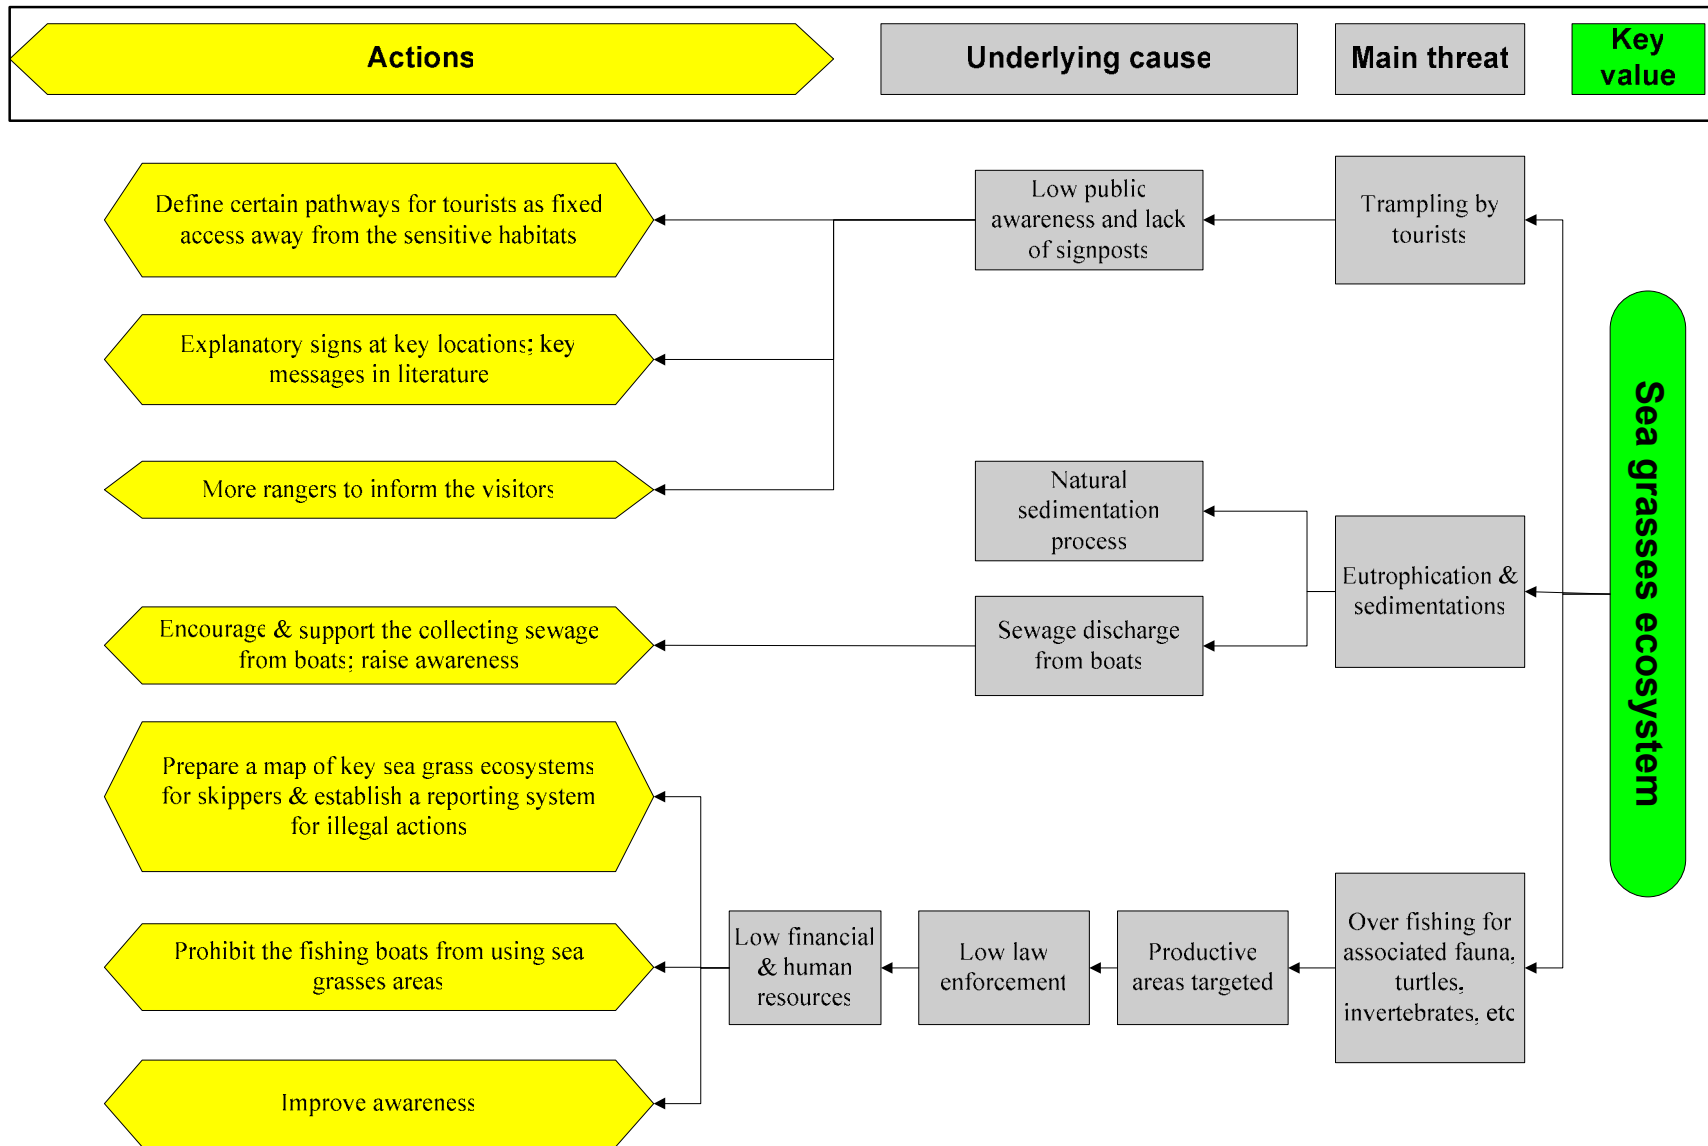 Actions
Underlying cause
Main threat
Key
value
Define certain pathways for tourists as fixed
access away from the sensitive habitats
Low public
awareness and lack
of signposts
Trampling by
tourists
Explanatory signs at key locations; key
messages in literature
More rangers to inform the visitors
Natural
sedimentation
process
Eutrophication &
sedimentations
Sea grasses ecosystem
Encourage & support the collecting sewage
from boats; raise awareness
Sewage discharge
from boats
Prepare a map of key sea grass ecosystems
for skippers & establish a reporting system
for illegal actions
Prohibit the fishing boats from using sea
grasses areas
Low financial
& human
resources
Low law
enforcement
Productive
areas targeted
Over fishing for
associated fauna,
turtles,
invertebrates, etc
Improve awareness